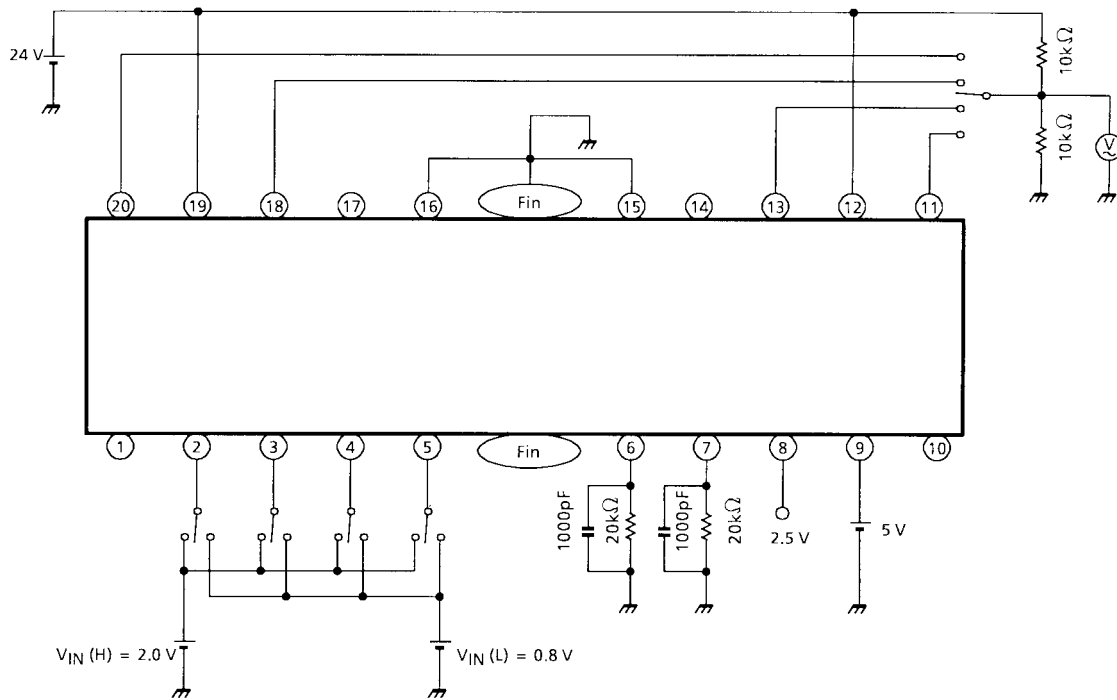 24 V
10kΩ
10kΩ
V
20
19
18
17
16
Fin
15
14
13
12
11
1
2
3
4
5
Fin
6
7
8
9
10
1000pF
20kΩ
1000pF
20kΩ
2.5 V
5 V
VIN (H) = 2.0 V
VIN (L) = 0.8 V